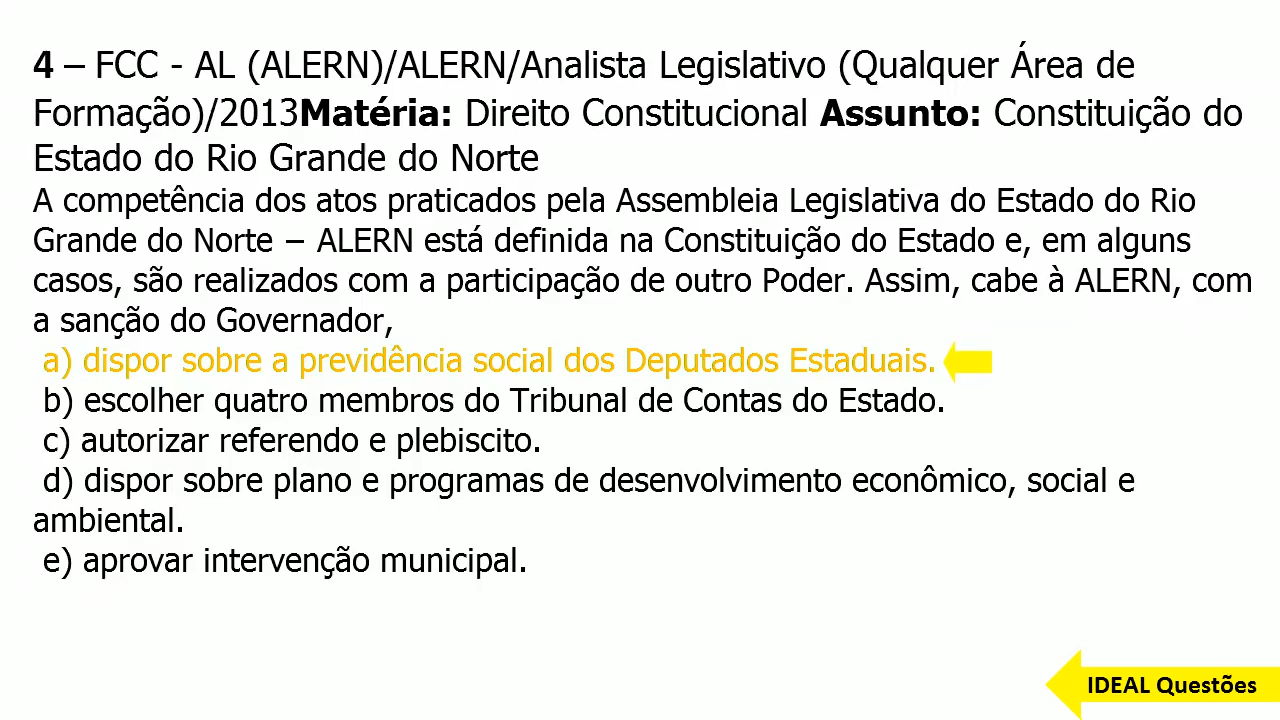 4 – FCC - AL (ALERN)/ALERN/Analista Legislativo (Qualquer Área de
Formação)/2013Matéria: Direito Constitucional Assunto: Constituição do
Estado do Rio Grande do Norte
A competência dos atos praticados pela Assembleia Legislativa do Estado do Rio
Grande do Norte − ALERN está definida na Constituição do Estado e, em alguns
casos, são realizados com a participação de outro Poder. Assim, cabe à ALERN, com
a sanção do Governador,
a) dispor sobre a previdência social dos Deputados Estaduais.
b) escolher quatro membros do Tribunal de Contas do Estado.
c) autorizar referendo e plebiscito.
d) dispor sobre plano e programas de desenvolvimento econômico, social e
ambiental.
e) aprovar intervenção municipal.
IDEAL Questões